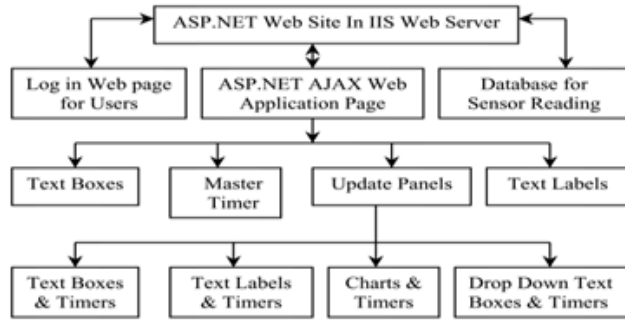 ASP.NET Web Site In IIS Web Server
Log in Web page
for Users
ASP.NET AJAX Web
Application Page
Database for
Sensor Reading
Text Boxes
Master
Timer
Update Panels
Text Labels
Text Boxes
& Timers
Text Labels
& Timers
Charts &
Timers
Drop Down Text
Boxes & Timers